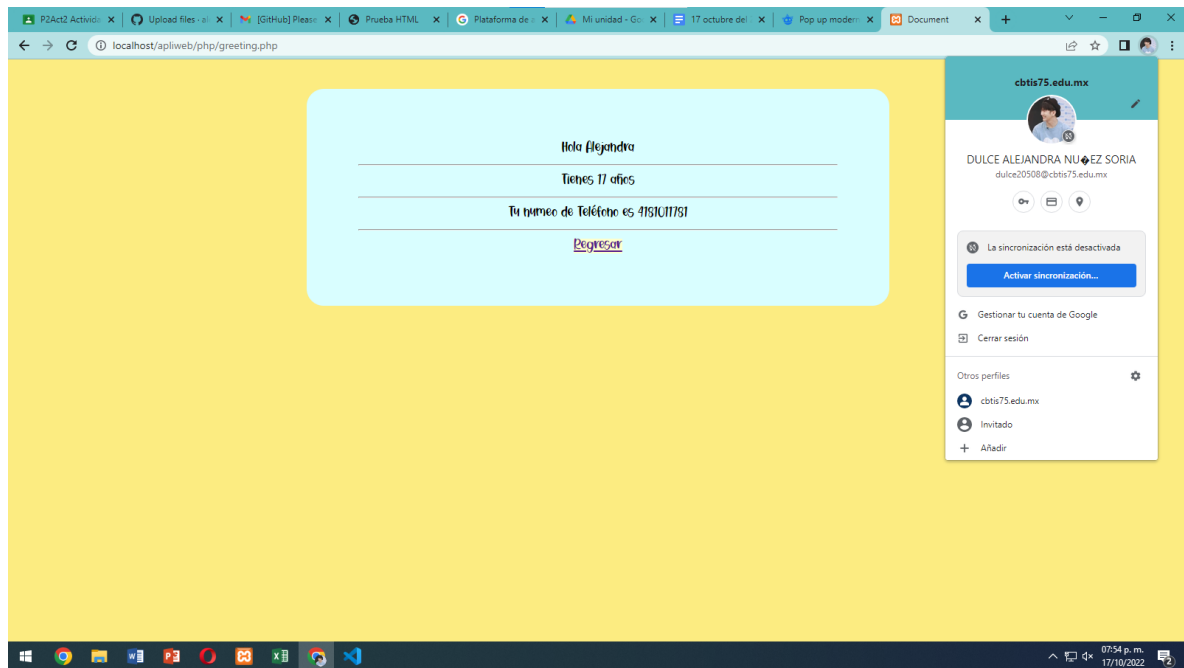 P2Act2 Activida
Upload files - al
[GitHub] Please
Prueba HTML
Plataforma de a
Mi unidad - Go
17 octubre del
Pop up modern
Document
localhost/apliweb/php/greeting.php
Hola Alejandra
Tienes 17 años
Tu numeo de Teléfono es 4181011781
Regresar
cbtis75.edu.mx
DULCE ALEJANDRA NU�EZ SORIA
dulce20508@cbtis75.edu.mx
La sincronización está desactivada
Activar sincronización...
Gestionar tu cuenta de Google
Cerrar sesión
Otros perfiles
cbtis75.edu.mx
Invitado
Añadir
07:54 p. m.
17/10/2022